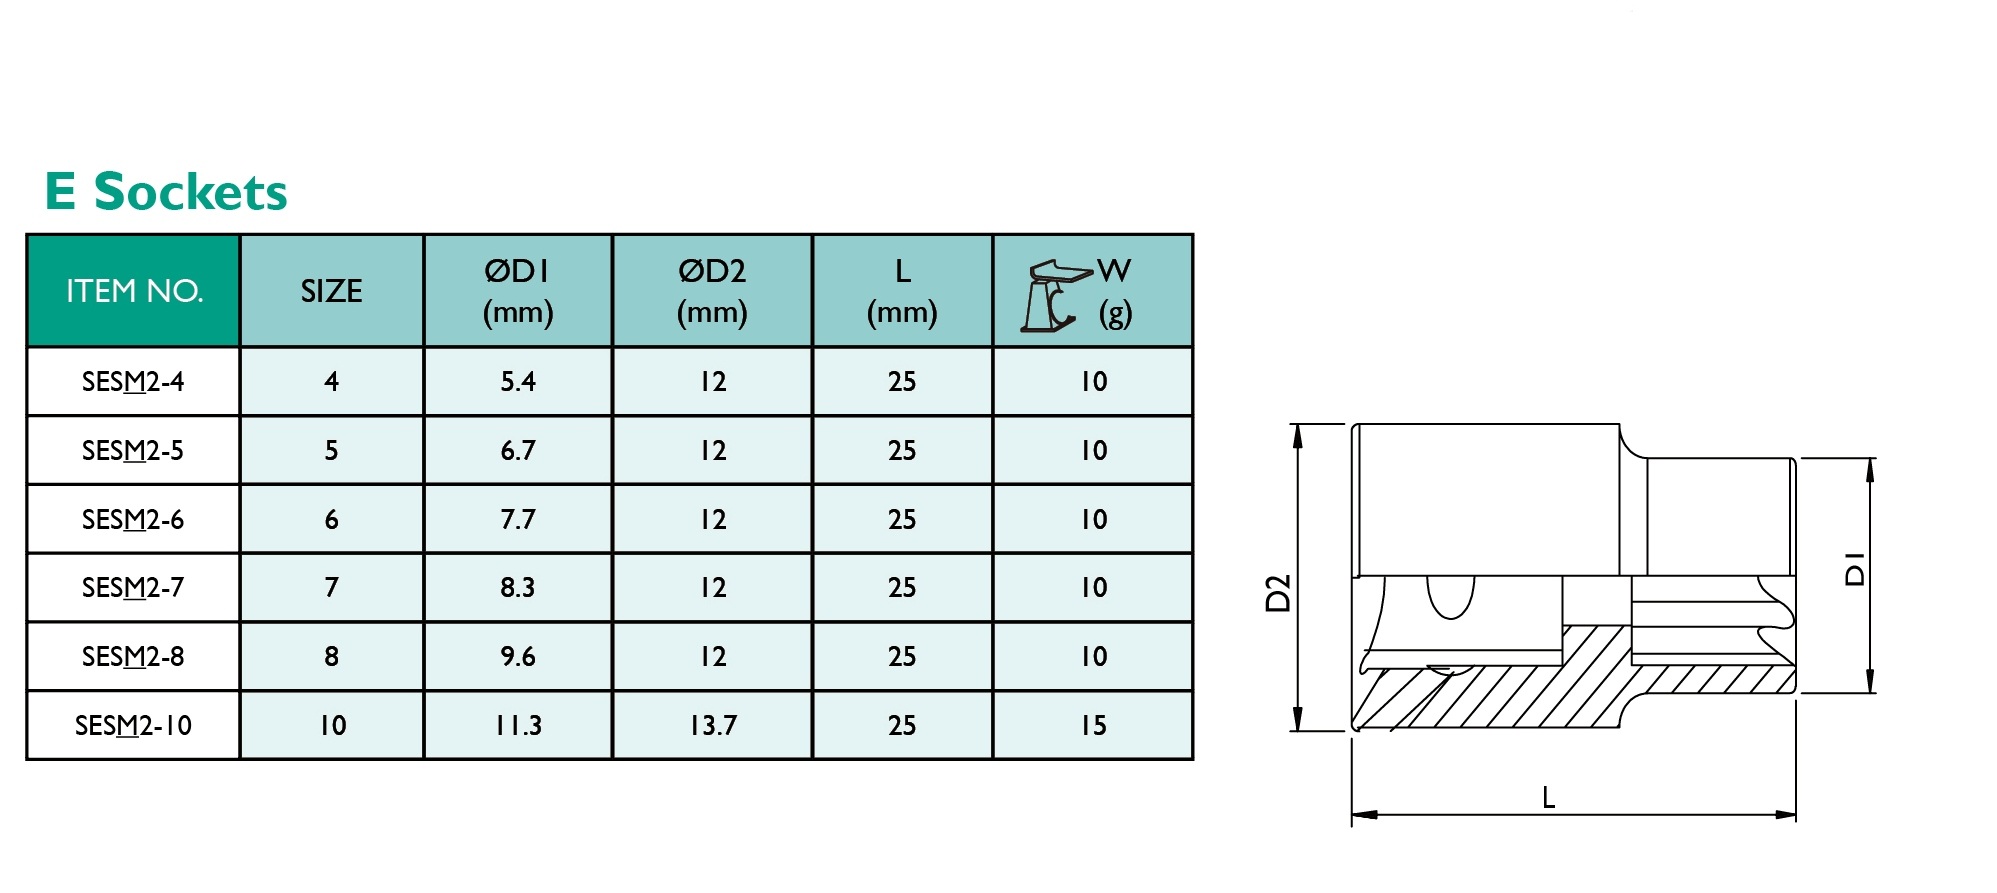 E Sockets
ITEM NO. SIZE ØD1 (mm) ØD2 (mm) L (mm) W (g)
SESM2-4 4 5.4 12 25 10
SESM2-5 5 6.7 12 25 10
SESM2-6 6 7.7 12 25 10
SESM2-7 7 8.3 12 25 10
SESM2-8 8 9.6 12 25 10
SESM2-10 10 11.3 13.7 25 15
D2
D1
L